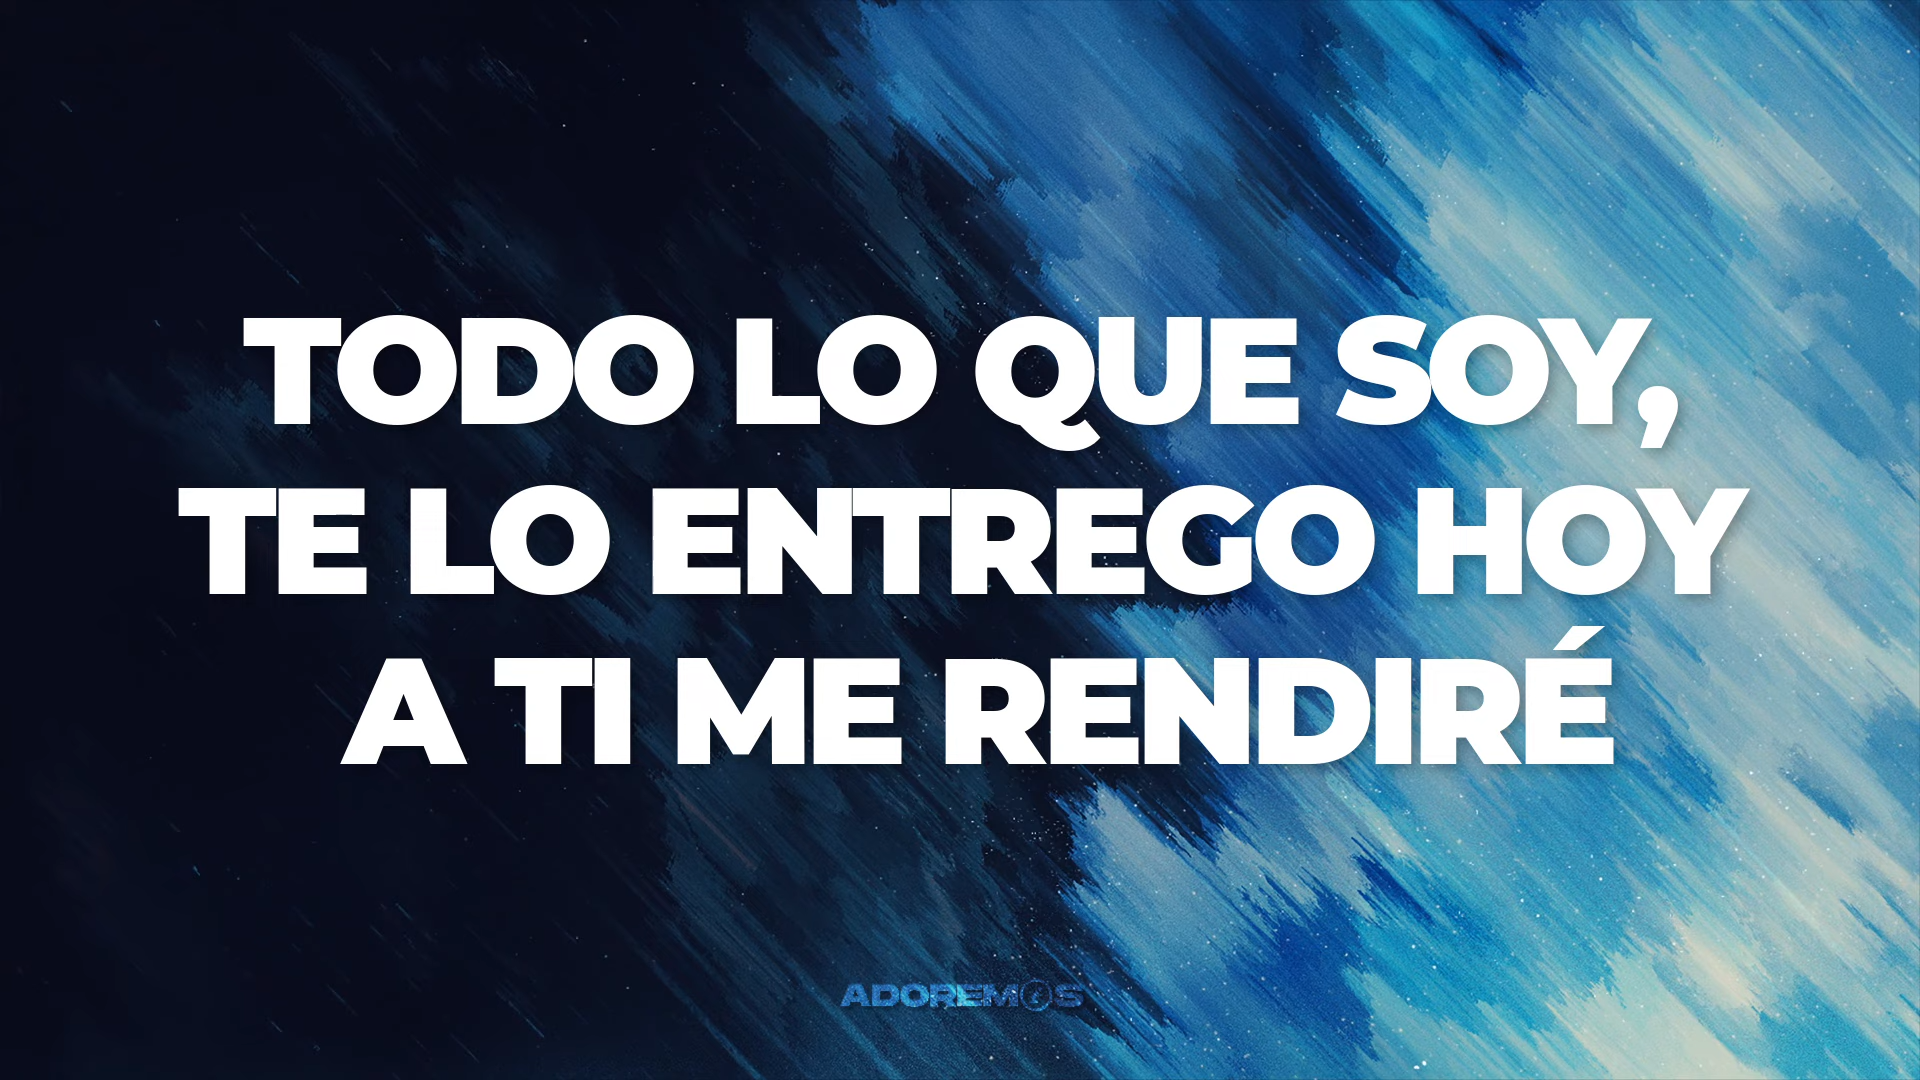 TODO LO QUE SOY,
TE LO ENTREGO HOY
A TI ME RENDIRÉ
ADOREMOS